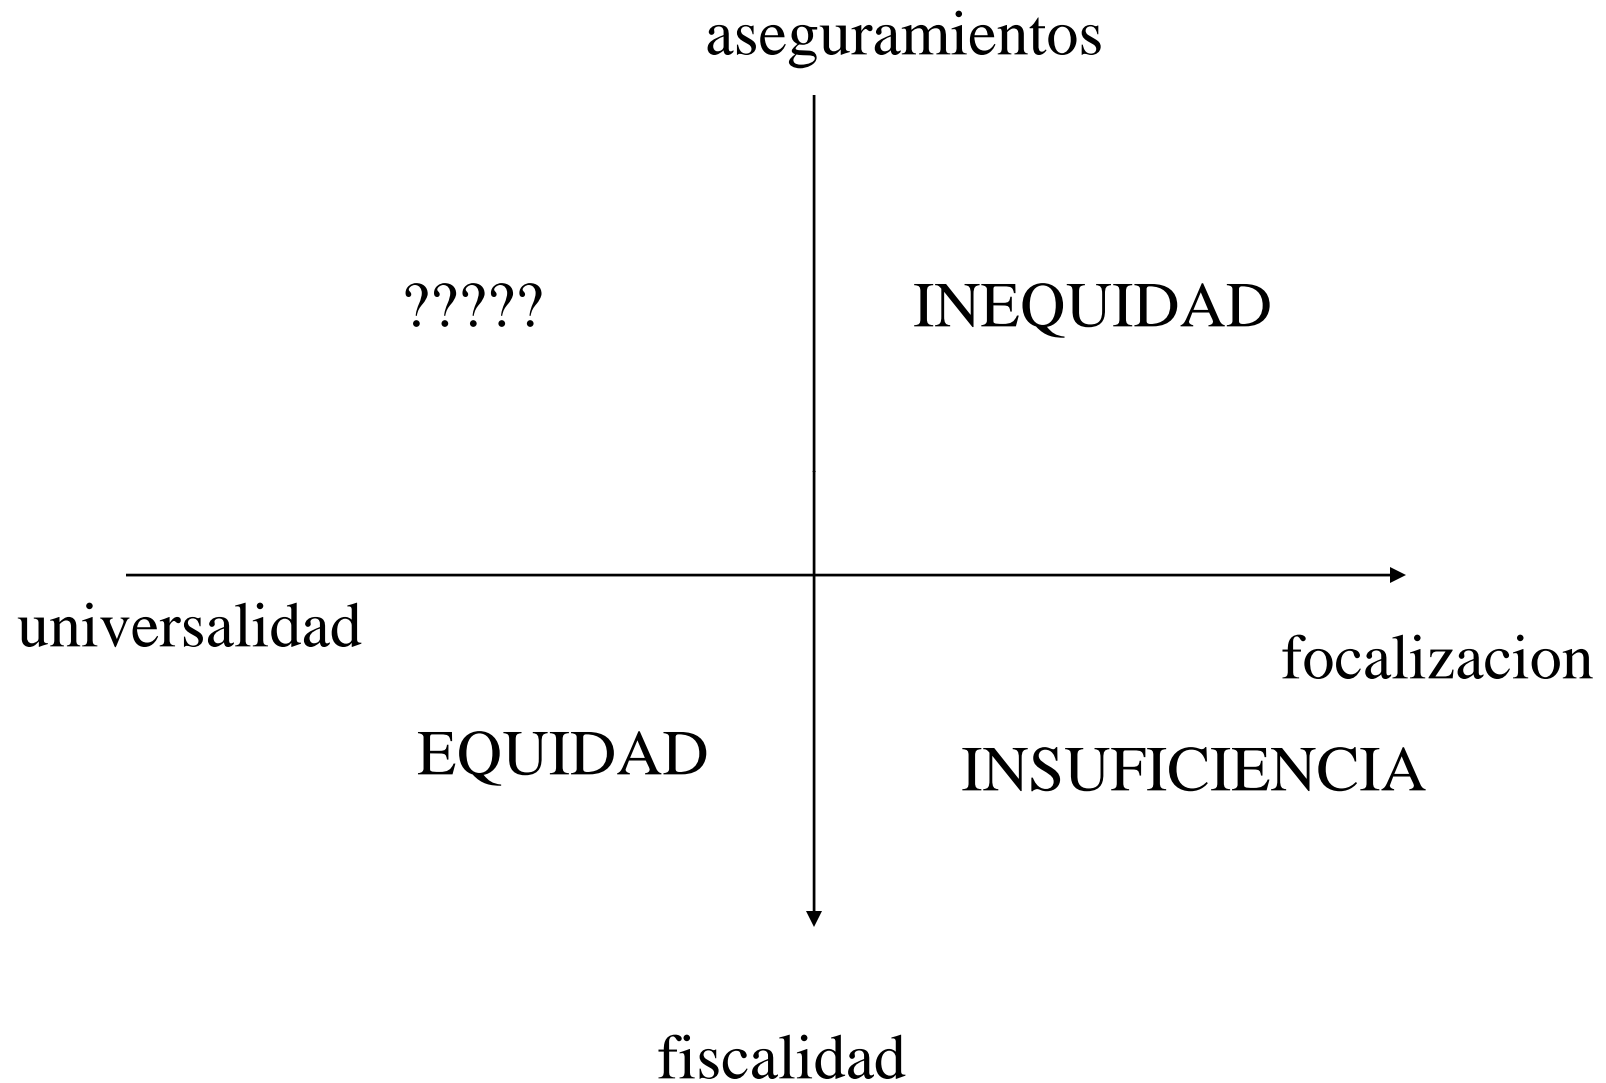 aseguramientos
?????
INEQUIDAD
universalidad
focalizacion
EQUIDAD
INSUFICIENCIA
fiscalidad